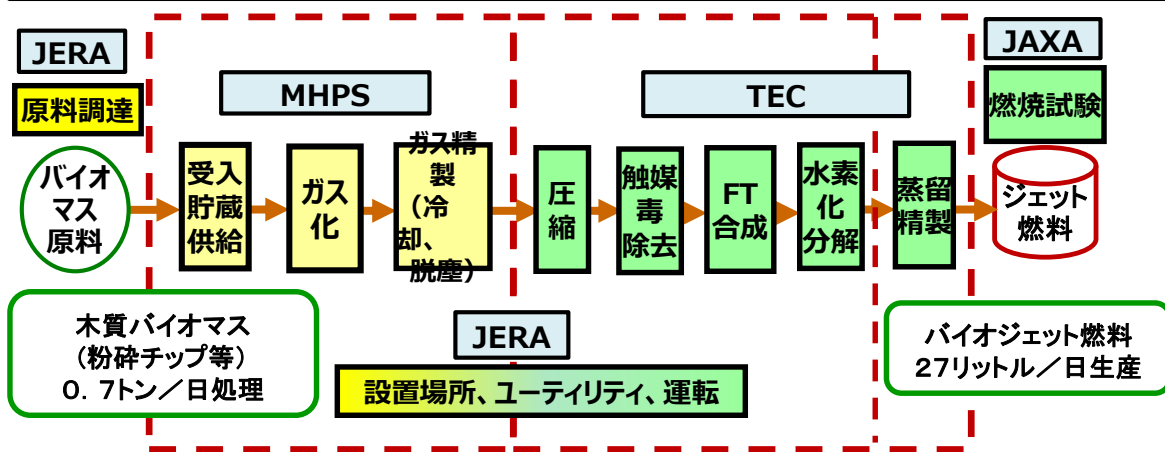 JERA
原料調達
バイオ
マス
原料
MHPS
受入
貯蔵
供給
ガス
化
ガス精
製
（冷
却、
脱塵）
TEC
圧
縮
触媒
毒
除去
FT
合成
水素
化
分解
蒸留
精製
JAXA
燃焼試験
ジェット
燃料
木質バイオマス
（粉砕チップ等）
０．７トン／日処理
JERA
設置場所、ユーティリティ、運転
バイオジェット燃料
２７リットル／日生産